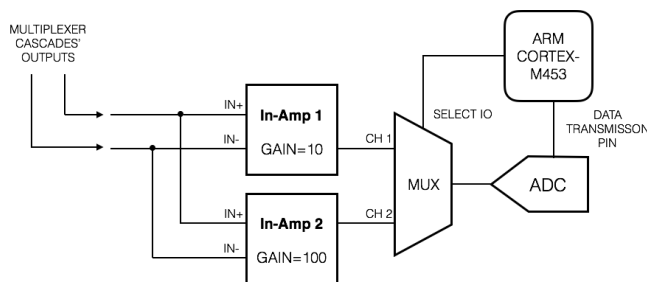 MULTIPLEXER
CASCADES'
OUTPUTS
ARM
CORTEX-
M453
IN+
In-Amp 1
IN-
GAIN=10
CH 1
SELECT IO
DATA
TRANSMISSON
PIN
MUX
ADC
IN+
In-Amp 2
CH 2
IN-
GAIN=100